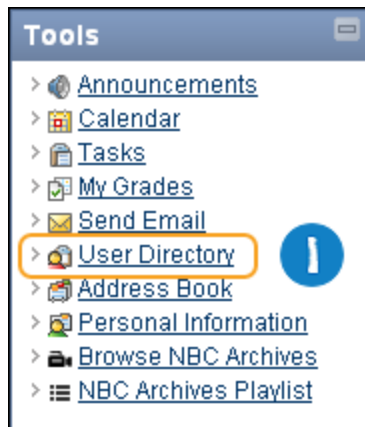 Tools
Announcements
Calendar
Tasks
My Grades
Send Email
User Directory
1
Address Book
Personal Information
Browse NBC Archives
NBC Archives Playlist